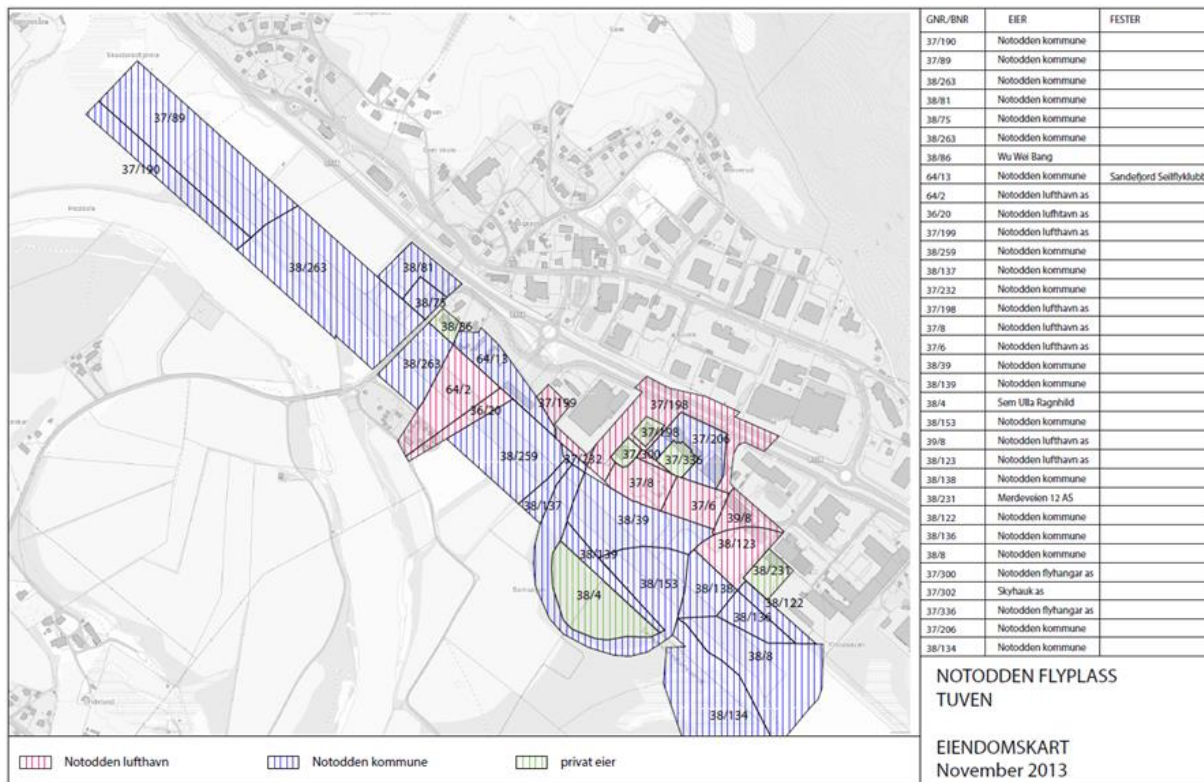 37/89
37/190
38/263
38/81
38/75
38/86
38/263
64/13
64/2
36/20
37/199
37/198
37/198
37/206
37/300
37/336
37/132
38/259
37/8
38/137
37/6
38/39
39/8
38/123
38/139
38/153
38/231
38/4
38/138
38/122
38/136
38/8
38/134
GNR/BNR EIER FESTER
37/190 Notodden kommune
37/89 Notodden kommune
38/263 Notodden kommune
38/81 Notodden kommune
38/75 Notodden kommune
38/263 Notodden kommune
38/86 Wu Wei Bang
64/13 Notodden kommune Sandefjord Seilflyklubb
64/2 Notodden lufthavn as
36/20 Notodden lufhtavn as
37/199 Notodden lufthavn as
38/259 Notodden kommune
38/137 Notodden kommune
37/232 Notodden kommune
37/198 Notodden lufthavn as
37/8 Notodden lufthavn as
37/6 Notodden lufthavn as
38/39 Notodden kommune
38/139 Notodden kommune
38/4 Sem Ulla Ragnhild
38/153 Notodden kommune
39/8 Notodden lufthavn as
38/123 Notodden lufthavn as
38/138 Notodden kommune
38/231 Merdeveien 12 AS
38/122 Notodden kommune
38/136 Notodden kommune
38/8 Notodden kommune
37/300 Notodden flyhangar as
37/302 Skyhauk as
37/336 Notodden flyhangar as
37/206 Notodden kommune
38/134 Notodden kommune
NOTODDEN FLYPLASS
TUVEN
EIENDOMSKART
November 2013
Notodden lufthavn Notodden kommune privat eier